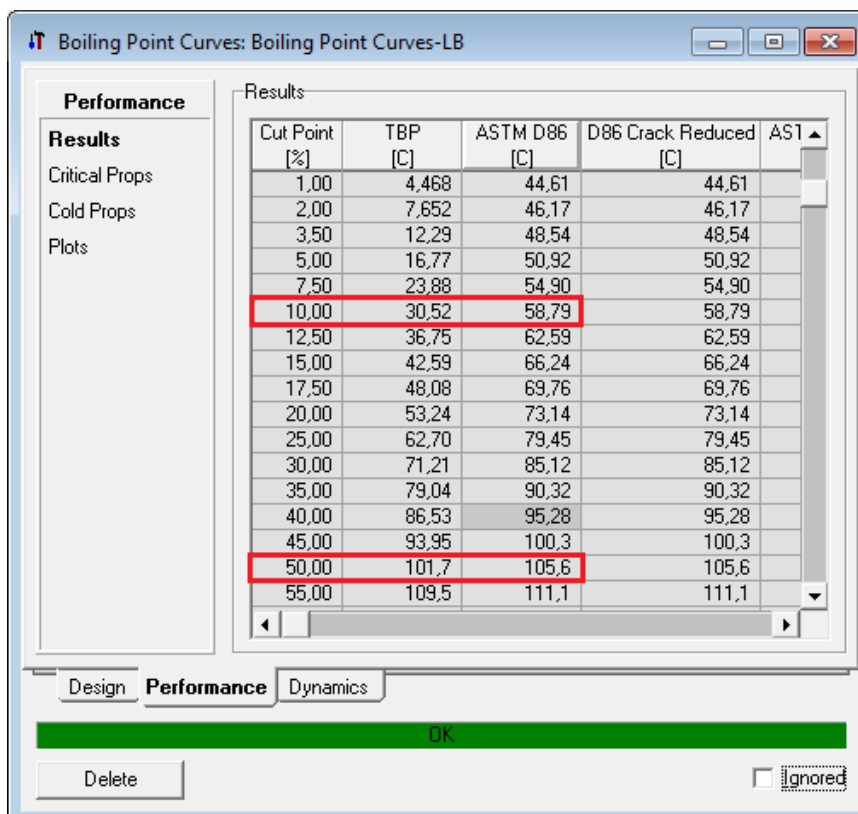 Boiling Point Curves: Boiling Point Curves-LB
Performance
Results
Critical Props
Cold Props
Plots
Results
Cut Point TBP ASTM D86 D86 Crack Reduced AST
[%] [C] [C] [C]
1,00 4,468 44,61 44,61
2,00 7,652 46,17 46,17
3,50 12,29 48,54 48,54
5,00 16,77 50,92 50,92
7,50 23,88 54,90 54,90
10,00 30,52 58,79 58,79
12,50 36,75 62,59 62,59
15,00 42,59 66,24 66,24
17,50 48,08 69,76 69,76
20,00 53,24 73,14 73,14
25,00 62,70 79,45 79,45
30,00 71,21 85,12 85,12
35,00 79,04 90,32 90,32
40,00 86,53 95,28 95,28
45,00 93,95 100,3 100,3
50,00 101,7 105,6 105,6
55,00 109,5 111,1 111,1
Design Performance Dynamics
OK
Delete Ignored